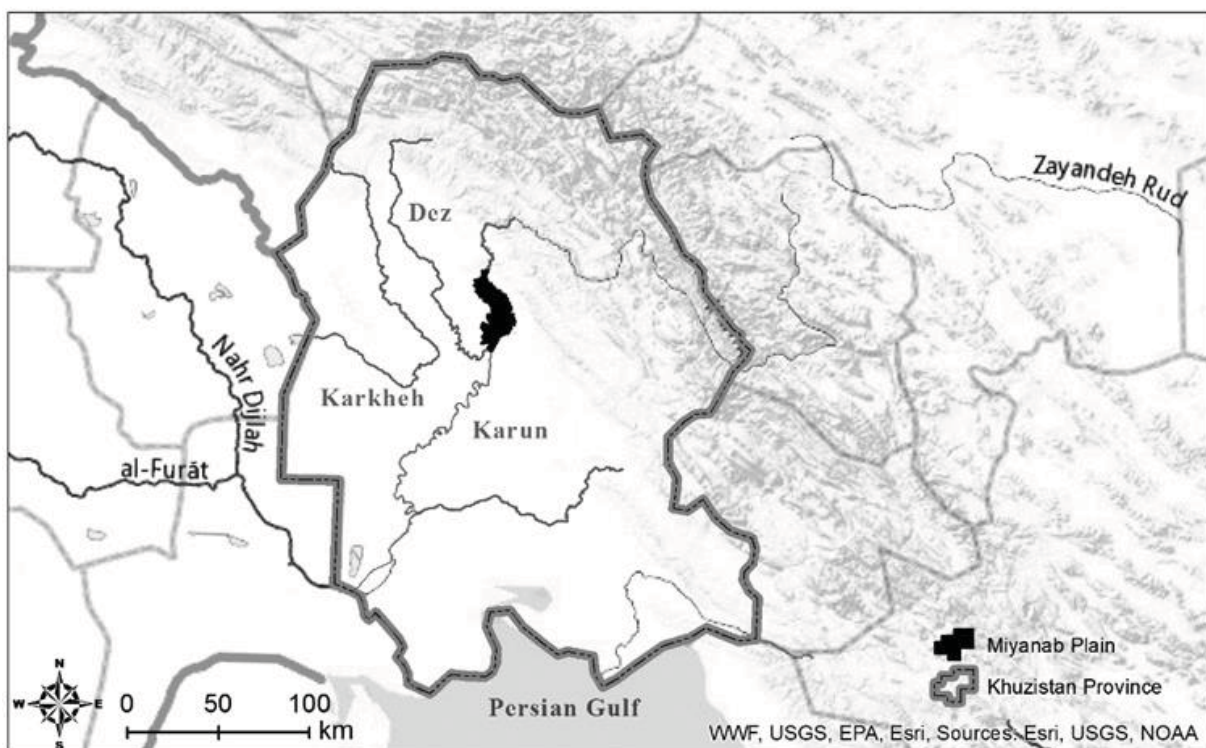 Zayandeh Rud
Dez
Nahr Dijlah
Karkheh
Karun
al-Furāt
Miyanab Plain
Khuzistan Province
N
W
E
S
0 50 100
km
Persian Gulf
WWF, USGS, EPA, Esri, Sources: Esri, USGS, NOAA